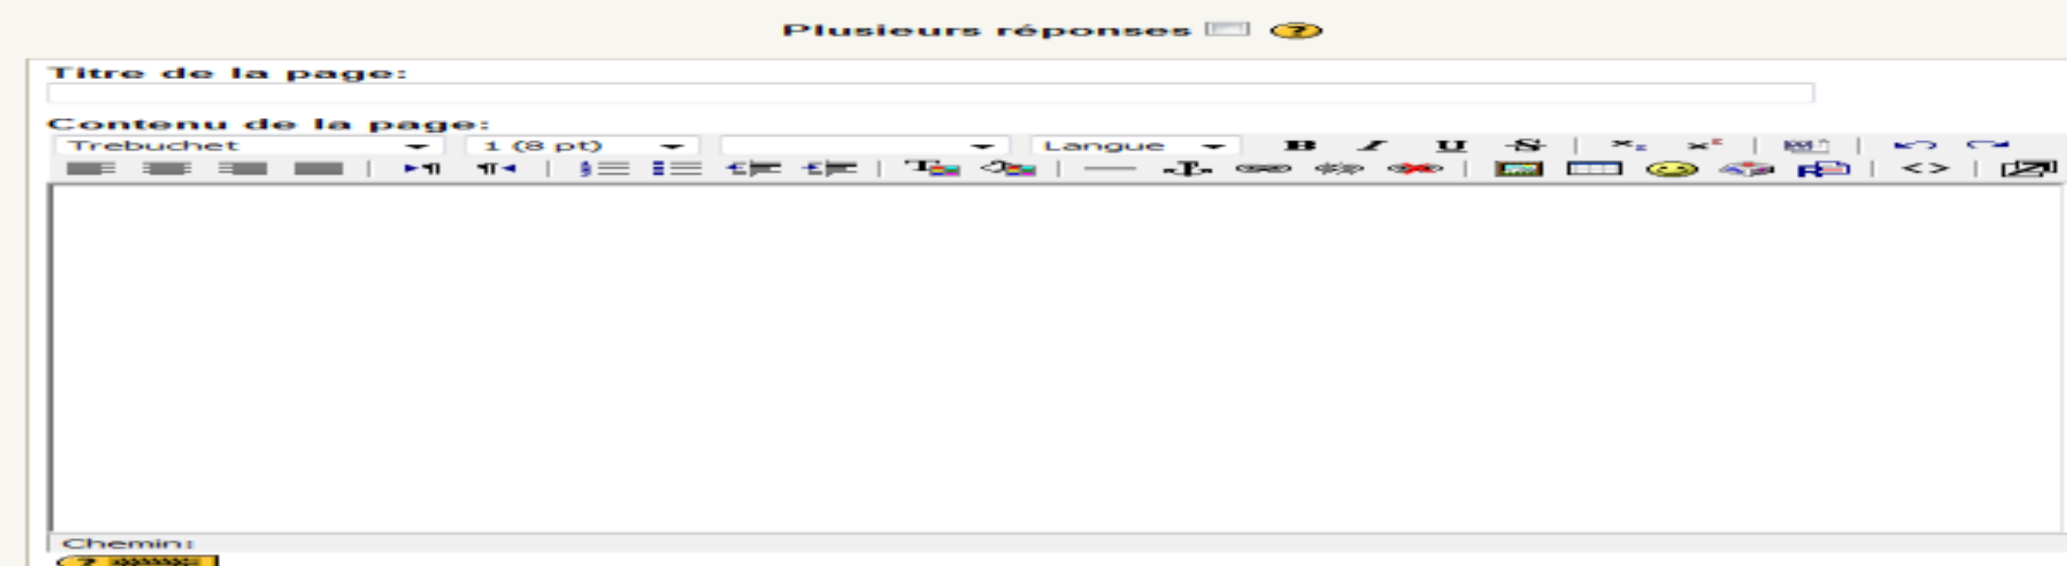 Plusieurs réponses
Titre de la page:
Contenu de la page:
Trebuchet 1 (8 pt) Langue B I U S
Chemin: